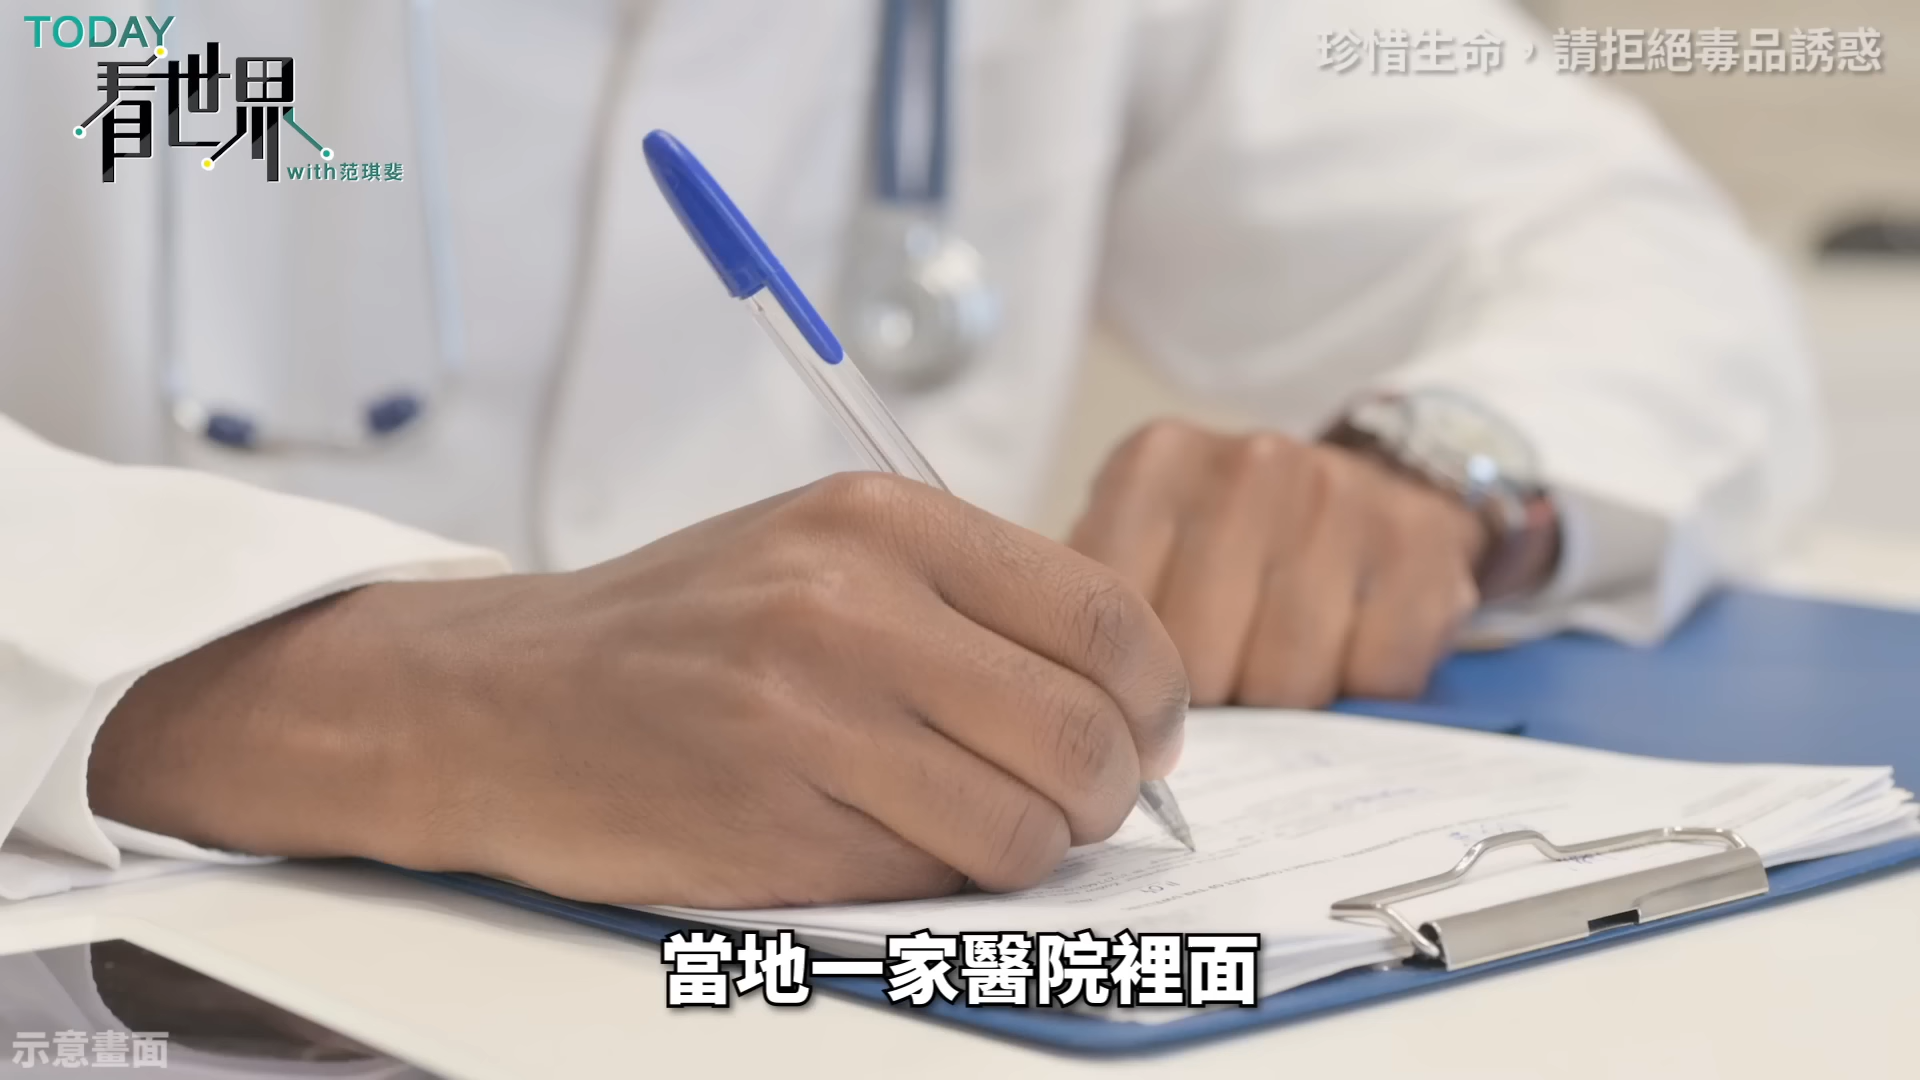 TODAY
看世界
with范琪斐
珍惜生命，請拒絕毒品誘惑
當地一家醫院裡面
示意畫面